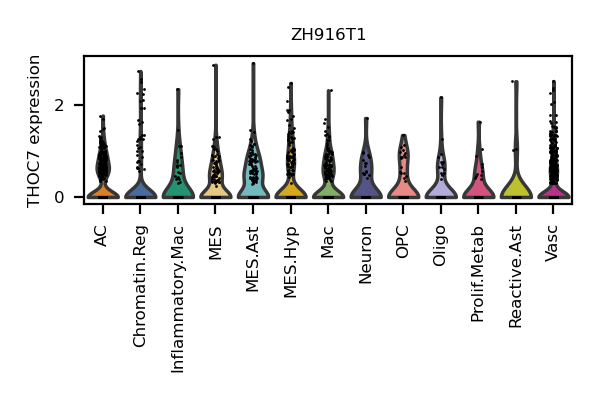 ZH916T1
THOC7 expression
2
0
AC
Chromatin.Reg
Inflammatory.Mac
MES
MES.Ast
MES.Hyp
Mac
Neuron
OPC
Oligo
Prolif.Metab
Reactive.Ast
Vasc